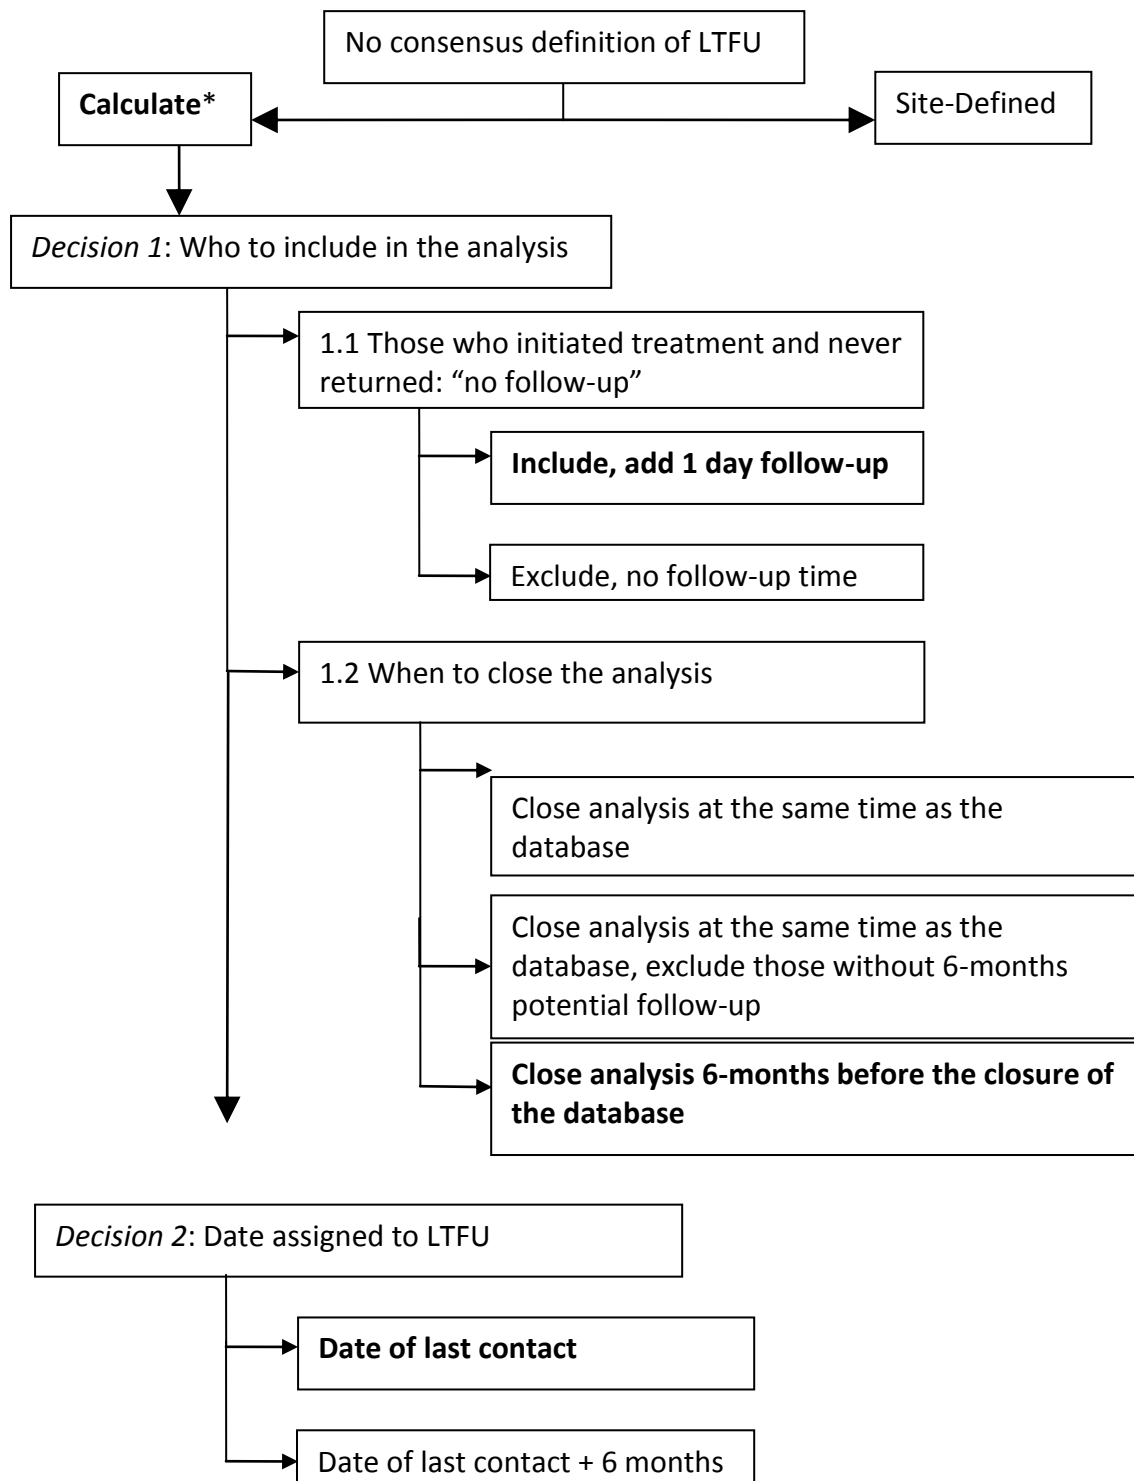 No consensus definition of LTFU
Calculate*
Site-Defined
Decision 1: Who to include in the analysis
1.1 Those who initiated treatment and never
returned: “no follow-up”
Include, add 1 day follow-up
Exclude, no follow-up time
1.2 When to close the analysis
Close analysis at the same time as the
database
Close analysis at the same time as the
database, exclude those without 6-months
potential follow-up
Close analysis 6-months before the closure of
the database
Decision 2: Date assigned to LTFU
Date of last contact
Date of last contact + 6 months